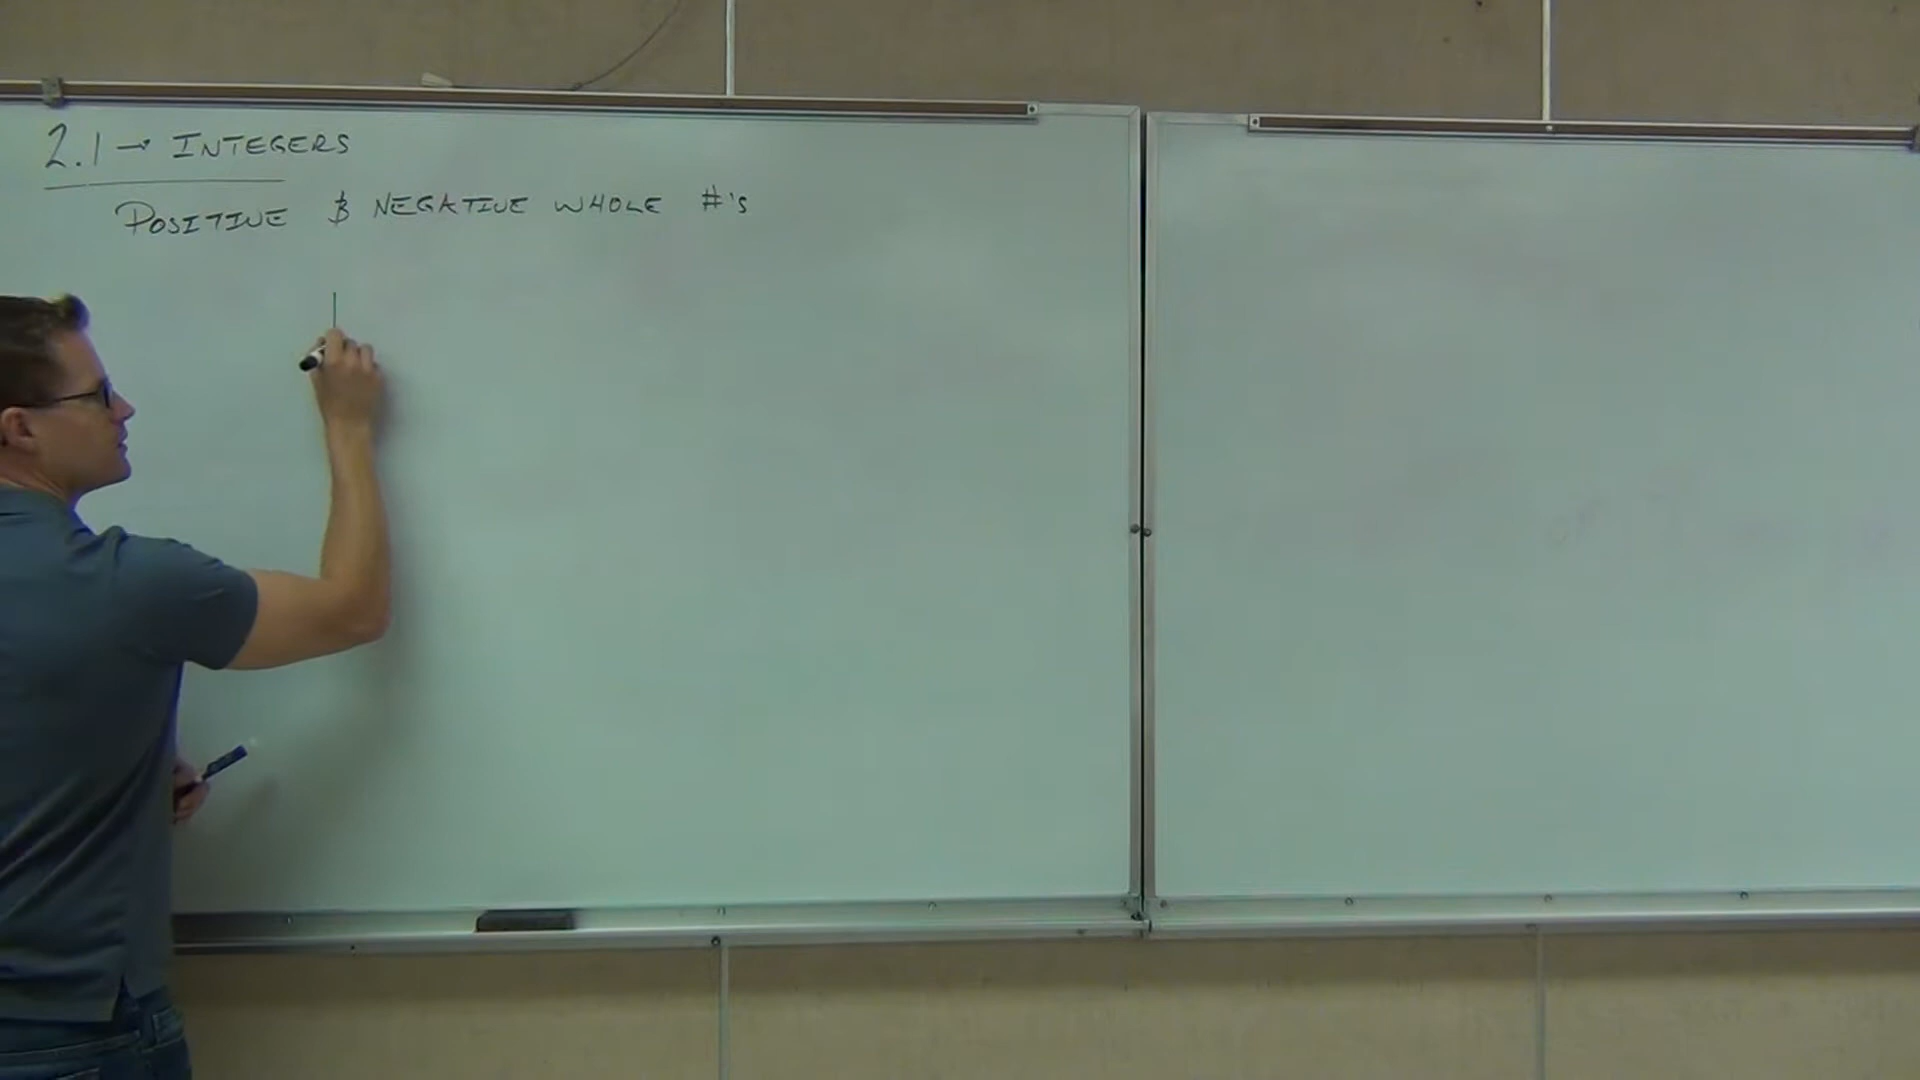 2.1 → INTEGERS
POSITIVE & NEGATIVE WHOLE #'s